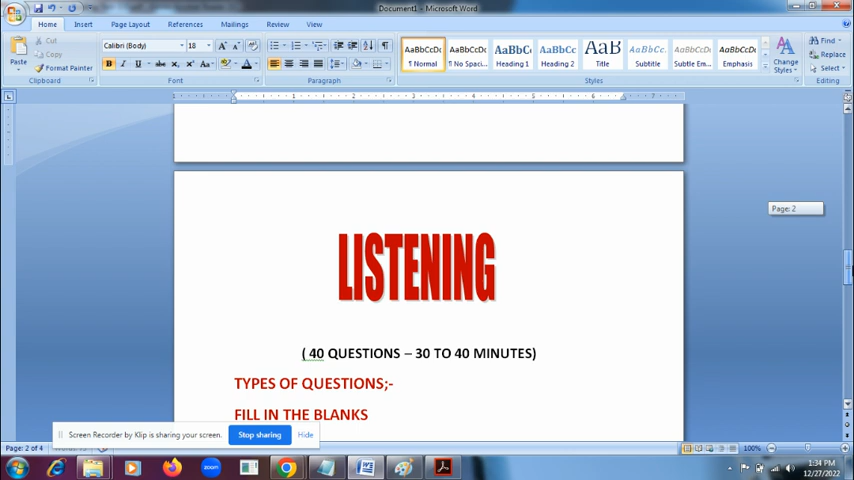 Document1 - Microsoft Word
Home Insert Page Layout References Mailings Review View
Cut
Copy
Format Painter
Paste
Calibri (Body) 18
AaBbCcDc AaBbCcDc AaBbCc AaBbCc AaB AaBbCc. AaBbCcDt AaBbCcDt
¶ Normal ¶ No Spaci... Heading 1 Heading 2 Title Subtitle Subtle Em... Emphasis
Change Styles
Find
Replace
Select
Clipboard Font Paragraph Styles Editing
Page: 2
LISTENING
( 40 QUESTIONS – 30 TO 40 MINUTES)
TYPES OF QUESTIONS;-
FILL IN THE BLANKS
Screen Recorder by Klip is sharing your screen. Stop sharing Hide
Page: 2 of 4
100%
zoom
1:34 PM
12/27/2022